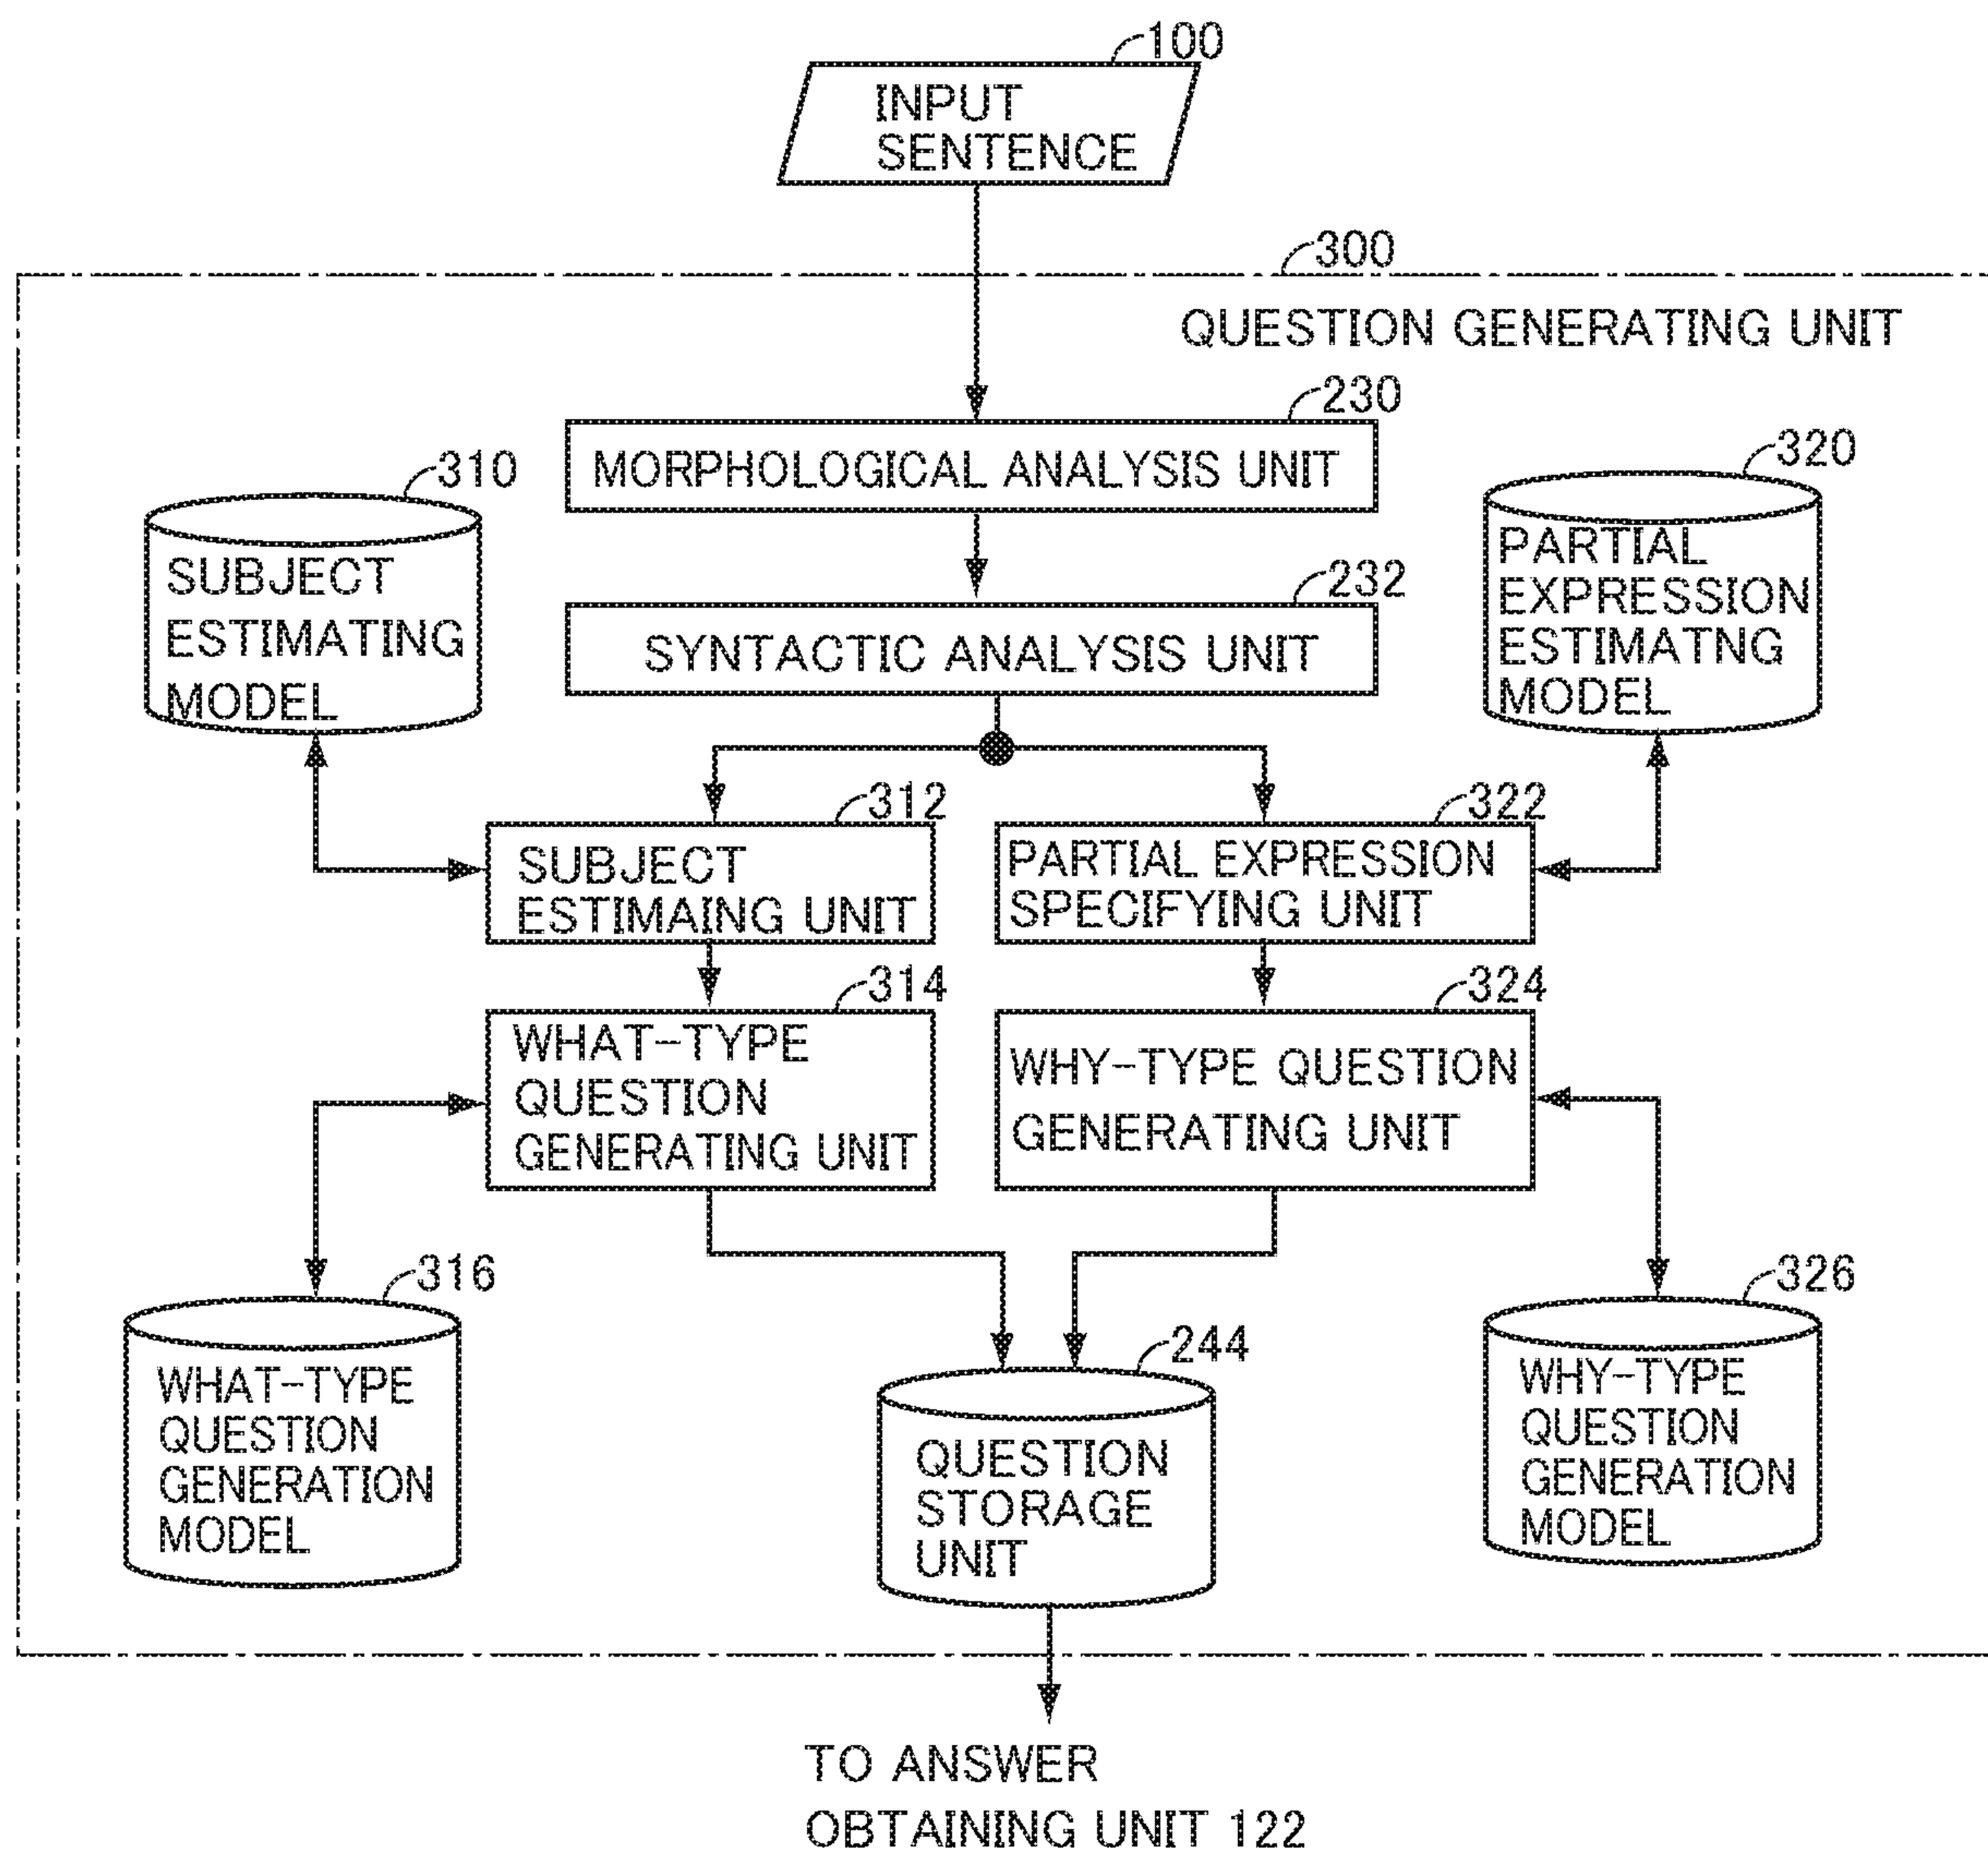 100
INPUT
SENTENCE
300
QUESTION GENERATING UNIT
230
MORPHOLOGICAL ANALYSIS UNIT
310
SUBJECT
ESTIMATING
MODEL
320
PARTIAL
EXPRESSION
ESTIMATNG
MODEL
232
SYNTACTIC ANALYSIS UNIT
312
SUBJECT
ESTIMAING UNIT
322
PARTIAL EXPRESSION
SPECIFYING UNIT
314
WHAT-TYPE
QUESTION
GENERATING UNIT
324
WHY-TYPE QUESTION
GENERATING UNIT
316
WHAT-TYPE
QUESTION
GENERATION
MODEL
244
QUESTION
STORAGE
UNIT
326
WHY-TYPE
QUESTION
GENERATION
MODEL
TO ANSWER
OBTAINING UNIT 122